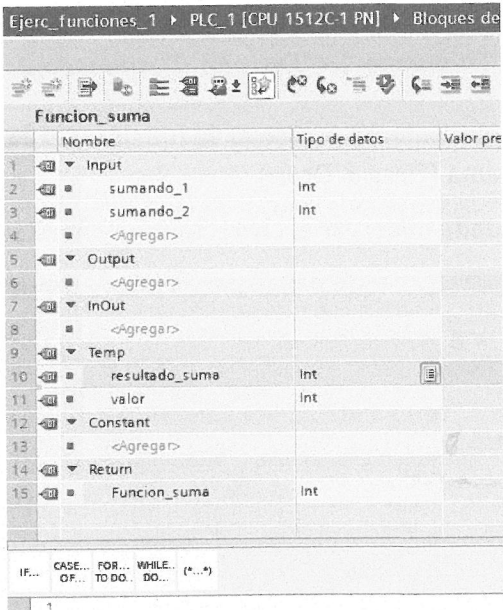 Ejerc_funciones_1 ▸ PLC_1 [CPU 1512C-1 PN] ▸ Bloques de
Funcion_suma
Nombre Tipo de datos Valor pre
1 Input
2 sumando_1 Int
3 sumando_2 Int
4 <Agregar>
5 Output
6 <Agregar>
7 InOut
8 <Agregar>
9 Temp
10 resultado_suma Int
11 valor Int
12 Constant
13 <Agregar>
14 Return
15 Funcion_suma Int
IF... CASE... FOR... WHILE.. (*...*)
OF... TO DO.. DO...
1